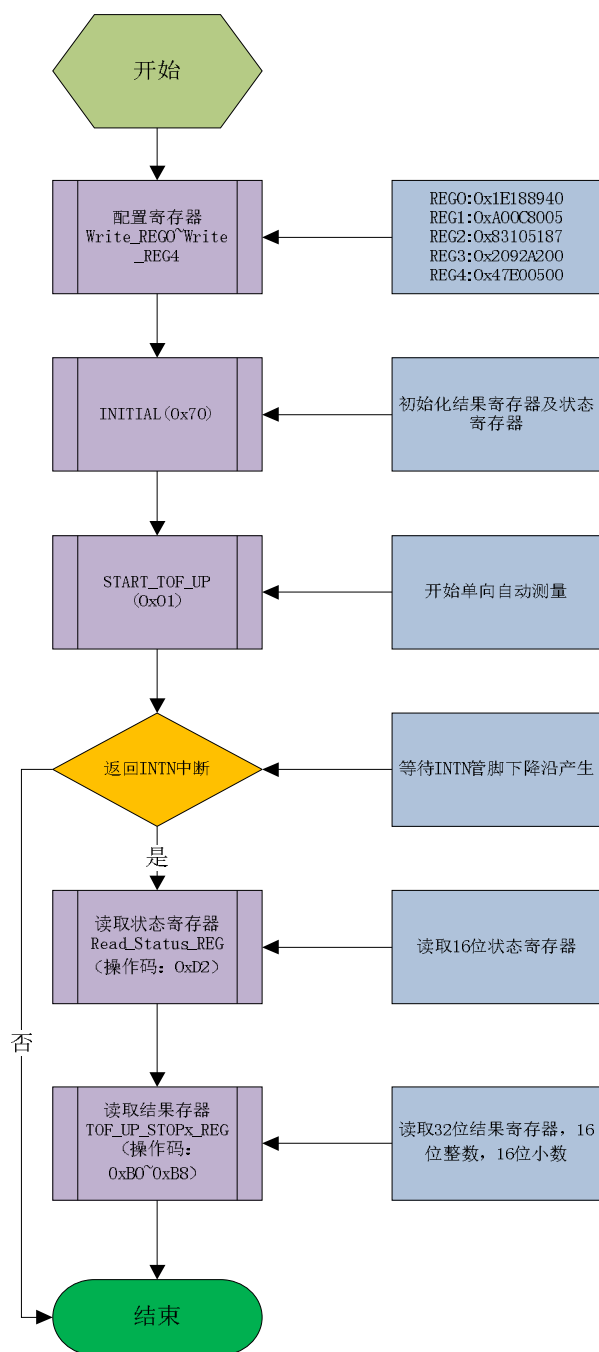 开始
配置寄存器
Write_REG0~Write
_REG4
REG0:0x1E188940
REG1:0xA00C8005
REG2:0x83105187
REG3:0x2092A200
REG4:0x47E00500
INITIAL(0x70)
初始化结果寄存器及状态
寄存器
START_TOF_UP
(0x01)
开始单向自动测量
返回INTN中断
等待INTN管脚下降沿产生
是
读取状态寄存器
Read_Status_REG
（操作码：0xD2）
读取16位状态寄存器
否
读取结果存器
TOF_UP_STOPx_REG
（操作码：
0xB0~0xB8）
读取32位结果寄存器，16
位整数，16位小数
结束